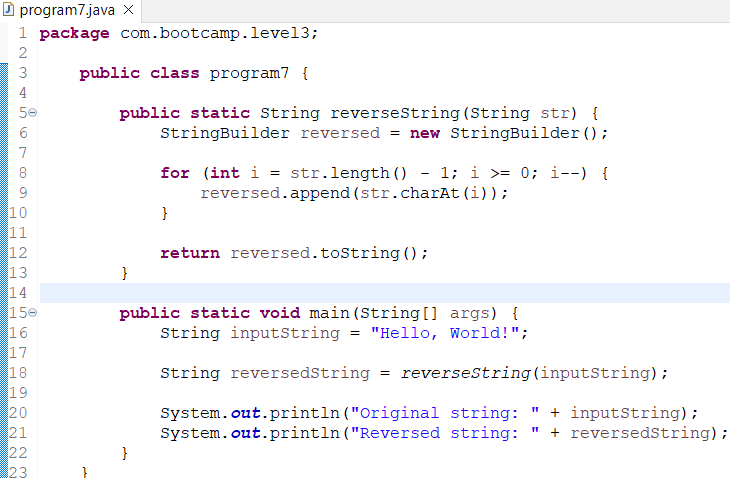 program7.java
1 package com.bootcamp.level3;
2
3     public class program7 {
4
5         public static String reverseString(String str) {
6             StringBuilder reversed = new StringBuilder();
7
8             for (int i = str.length() - 1; i >= 0; i--) {
9                 reversed.append(str.charAt(i));
10             }
11
12             return reversed.toString();
13         }
14
15         public static void main(String[] args) {
16             String inputString = "Hello, World!";
17
18             String reversedString = reverseString(inputString);
19
20             System.out.println("Original string: " + inputString);
21             System.out.println("Reversed string: " + reversedString);
22         }
23     }